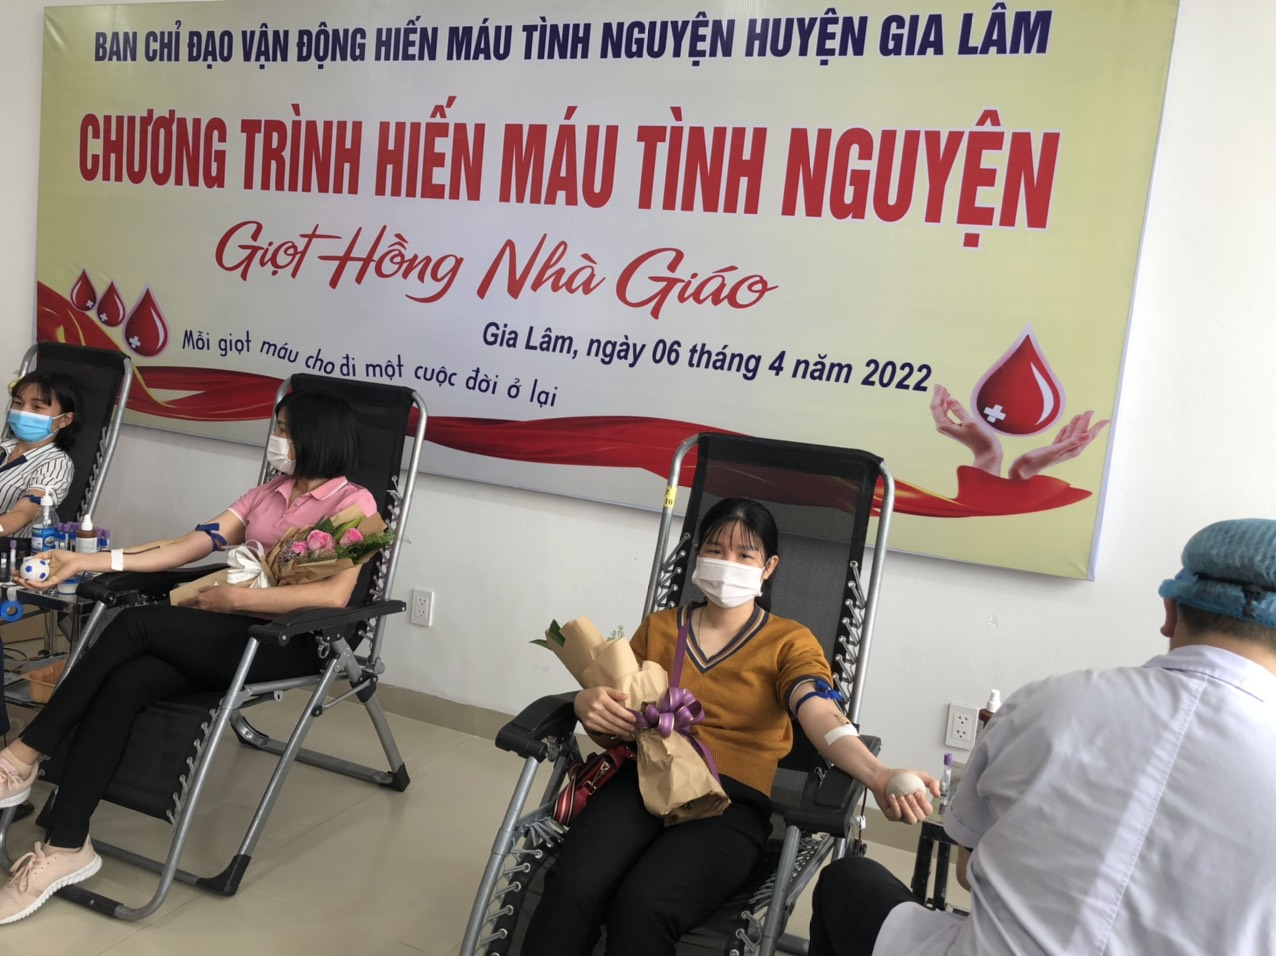 BAN CHỈ ĐẠO VẬN ĐỘNG HIẾN MÁU TÌNH NGUYỆN HUYỆN GIA LÂM
CHƯƠNG TRÌNH HIẾN MÁU TÌNH NGUYỆN
Giọt Hồng Nhà Giáo
Gia Lâm, ngày 06 tháng 4 năm 2022
Mỗi giọt máu cho đi một cuộc đời ở lại